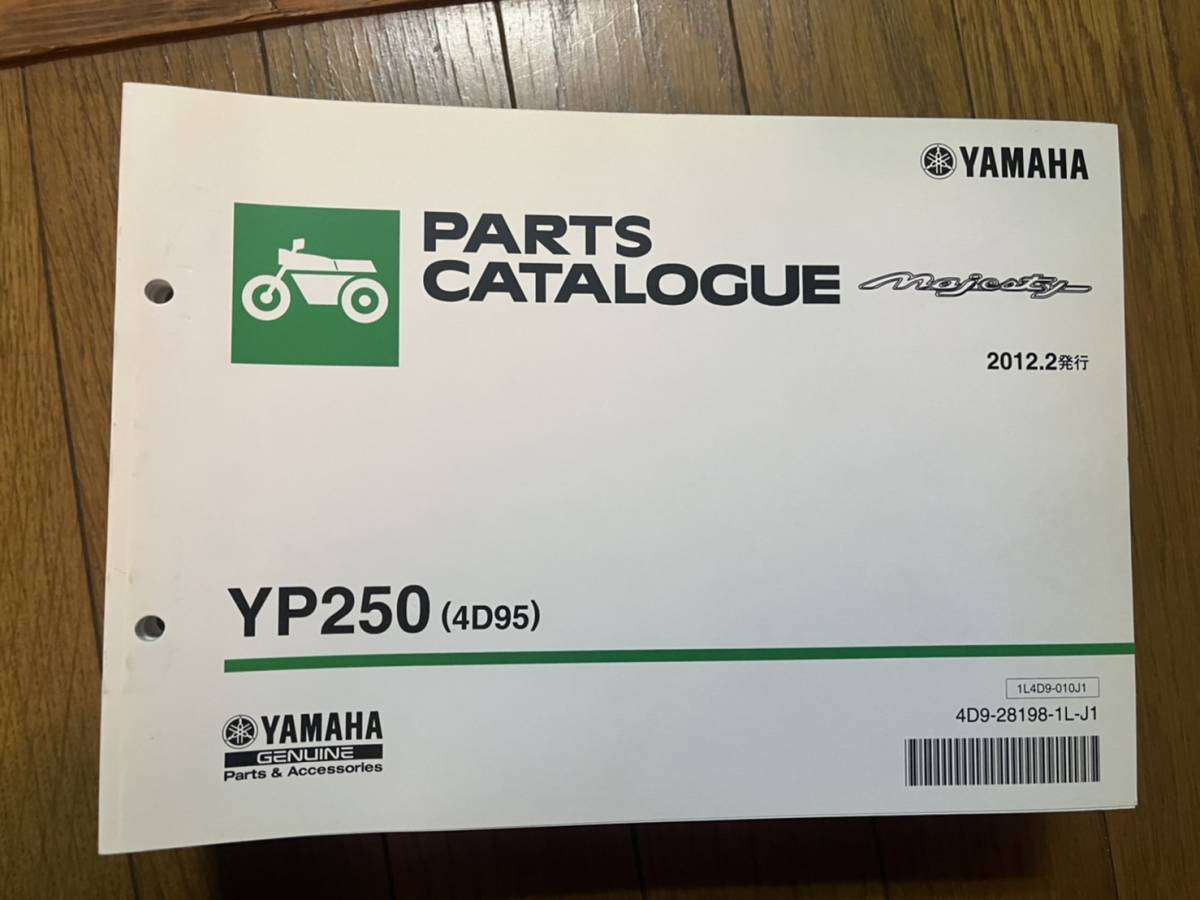 YAMAHA
PARTS
CATALOGUE
Majesty
2012.2発行
YP250 (4D95)
1L4D9-010J1
4D9-28198-1L-J1
YAMAHA
GENUINE
Parts & Accessories